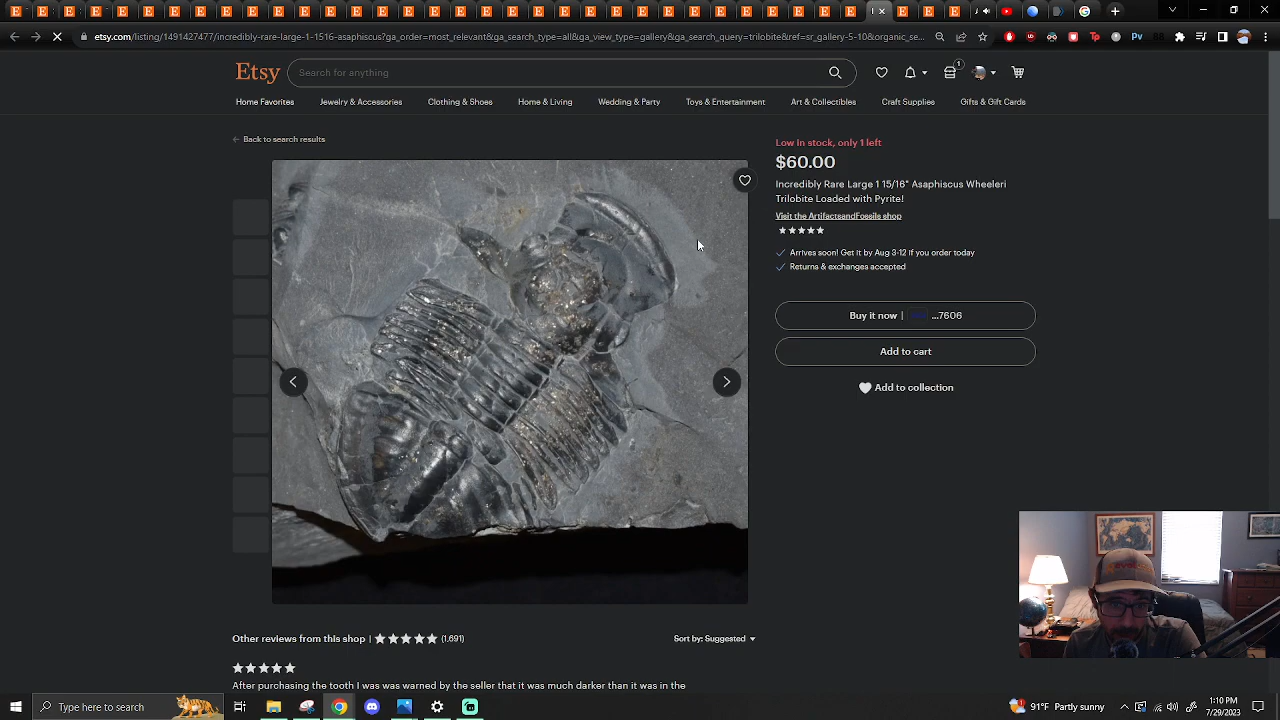 etsy.com/listing/1491427477/incredibly-rare-large-1-1516-asaphiscus?ga_order=most_relevant&ga_search_type=all&ga_view_type=gallery&ga_search_query=trilobite&ref=sr_gallery-5-10&organic_se...
Etsy
Search for anything
1
Home Favorites Jewelry & Accessories Clothing & Shoes Home & Living Wedding & Party Toys & Entertainment Art & Collectibles Craft Supplies Gifts & Gift Cards
Back to search results
Low in stock, only 1 left
$60.00
Incredibly Rare Large 1 15/16" Asaphiscus Wheeleri
Trilobite Loaded with Pyrite!
Visit the ArtifactsandFossils shop
Arrives soon! Get it by Aug 3-12 if you order today
Returns & exchanges accepted
Buy it now | ...7606
Add to cart
Add to collection
Other reviews from this shop | (1,691)
Sort by: Suggested
After purchasing the tooth I was was warned by the seller that it was much darker than it was in the
Type here to search
91°F Partly sunny
1:10 PM
7/29/2023